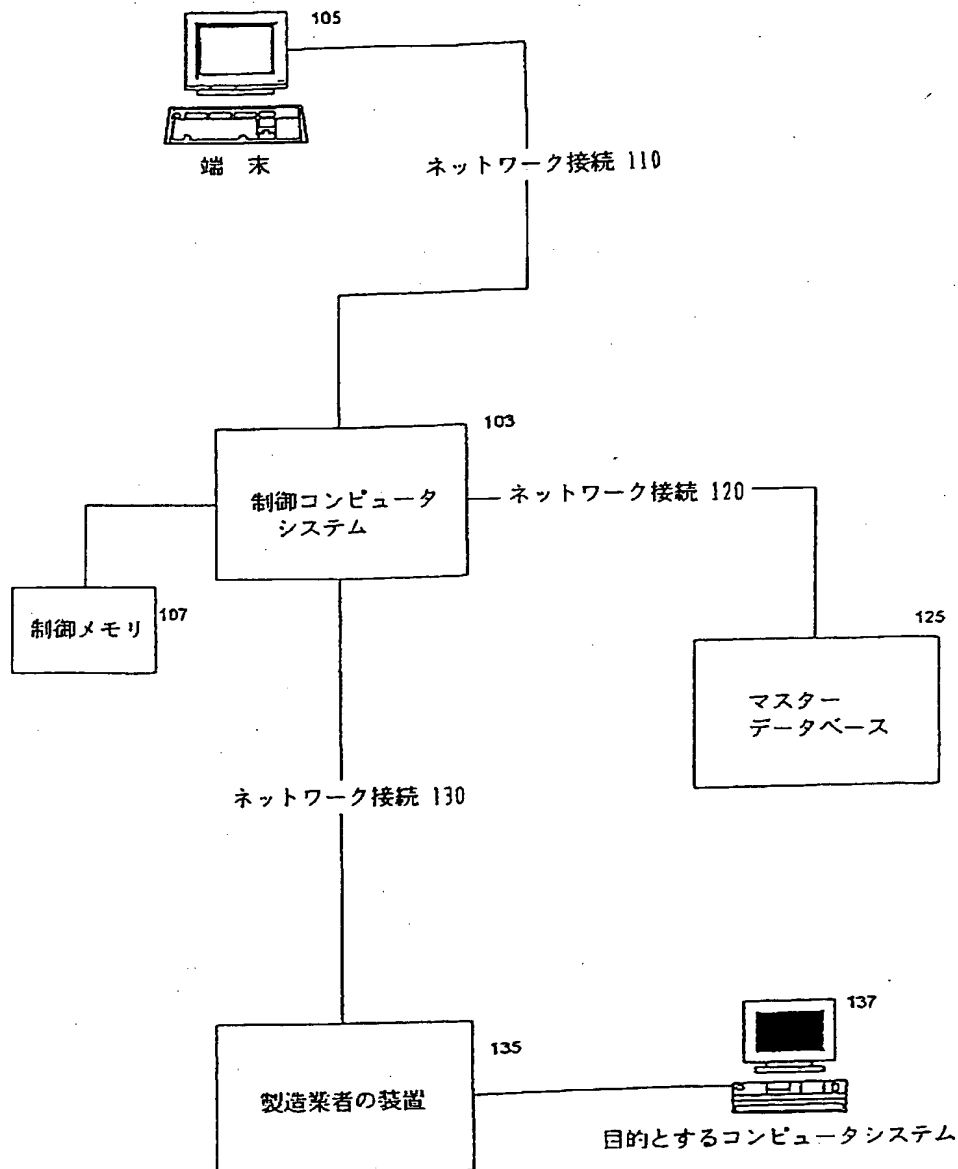 105
端 末
ネットワーク接続 110
103
制御コンピュータ
システム
ネットワーク接続 120
107
制御メモリ
125
マスター
データベース
ネットワーク接続 130
137
135
製造業者の装置
目的とするコンピュータシステム